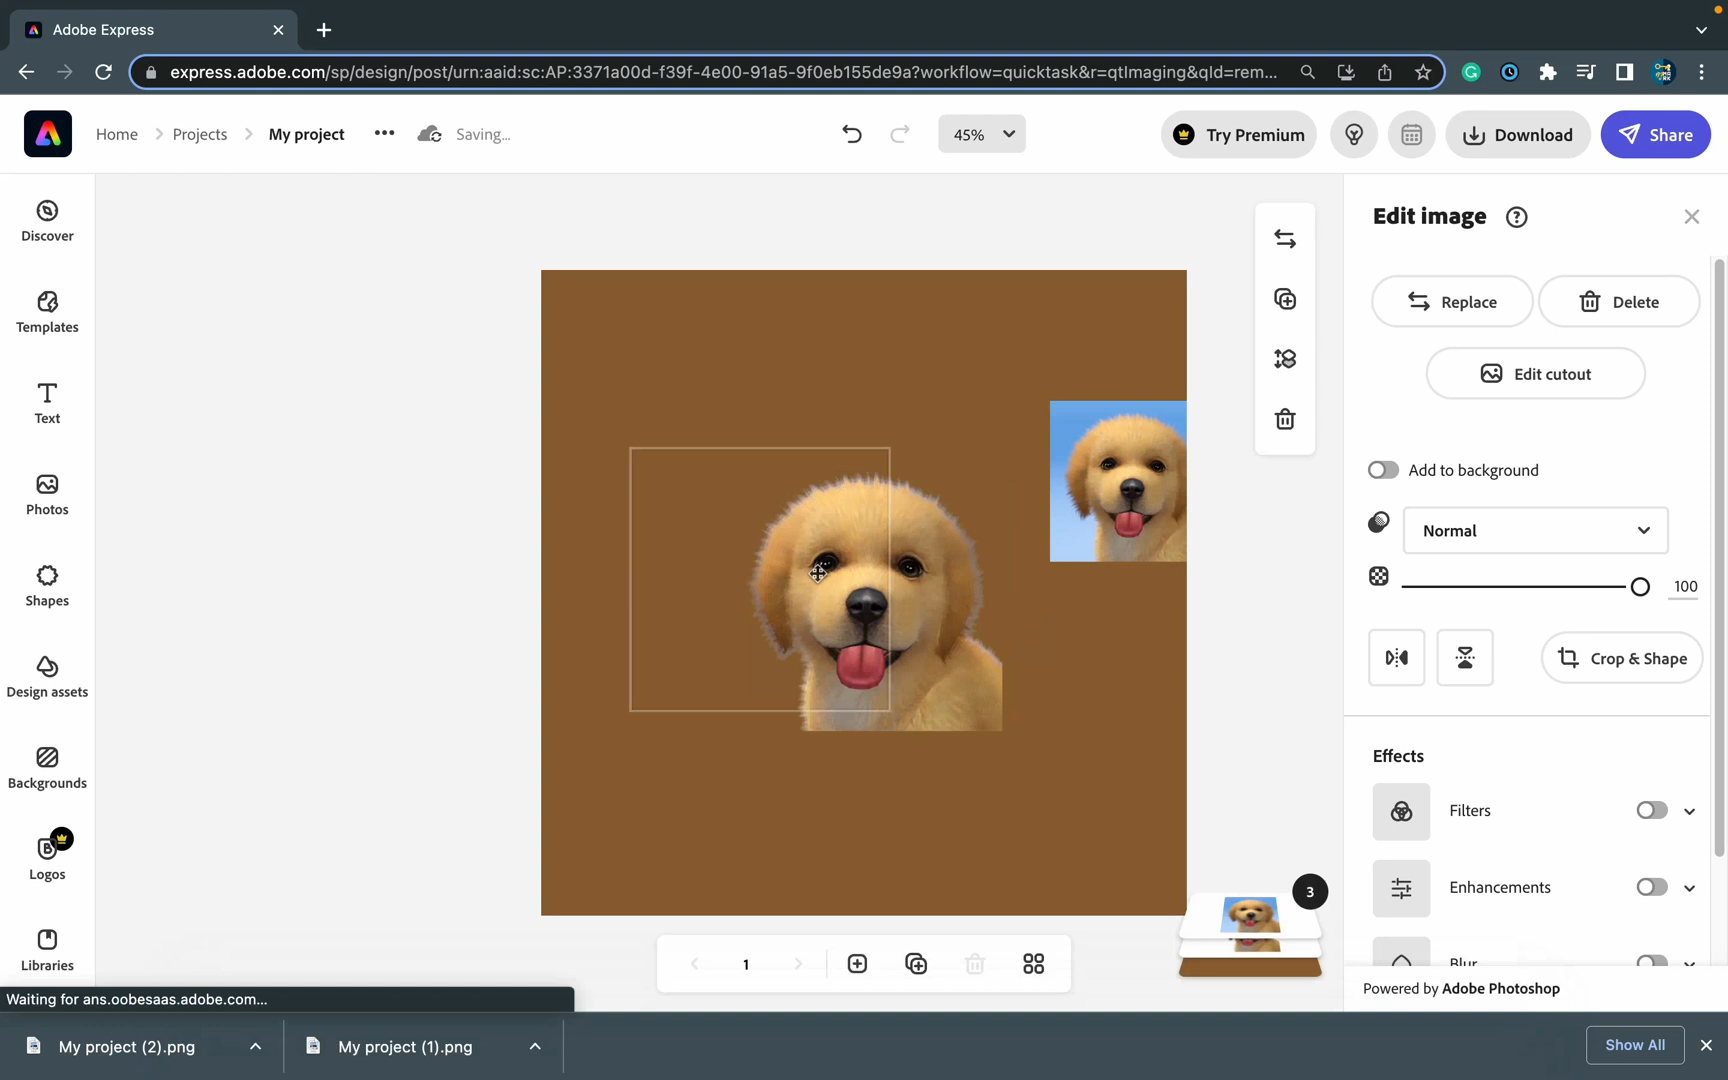 Adobe Express
express.adobe.com/sp/design/post/urn:aaid:sc:AP:3371a00d-f39f-4e00-91a5-9f0eb155de9a?workflow=quicktask&r=qtImaging&qId=rem...
Home
Projects
My project
Saving...
45%
Try Premium
Download
Share
Discover
Templates
Text
Photos
Shapes
Design assets
Backgrounds
B
Logos
Libraries
Edit image
Replace
Delete
Edit cutout
Add to background
Normal
100
Crop & Shape
Effects
Filters
Enhancements
Blur
Powered by Adobe Photoshop
3
1
Waiting for ans.oobesaas.adobe.com...
My project (2).png
My project (1).png
Show All